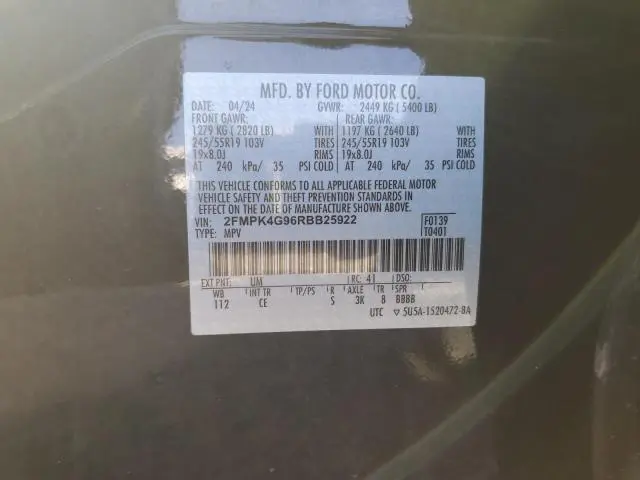 MFD. BY FORD MOTOR CO.
DATE: 04/24 GVWR: 2449 KG ( 5400 LB)
FRONT GAWR: REAR GAWR:
1279 KG ( 2820 LB) WITH 1197 KG ( 2640 LB) WITH
245/55R19 103V TIRES 245/55R19 103V TIRES
19x8.0J RIMS 19x8.0J RIMS
AT 240 kPa/ 35 PSI COLD AT 240 kPa/ 35 PSI COLD
THIS VEHICLE CONFORMS TO ALL APPLICABLE FEDERAL MOTOR
VEHICLE SAFETY AND THEFT PREVENTION STANDARDS IN EFFECT ON
THE DATE OF MANUFACTURE SHOWN ABOVE.
VIN: 2FMPK4G96RBB25922 F0139
TYPE: MPV T0401
EXT PNT: UM RC: 41 DSO:
WB INT TR TP/PS R AXLE TR SPR
112 CE S 3K 8 BBBB
UTC ▽ 5U5A-1520472-BA